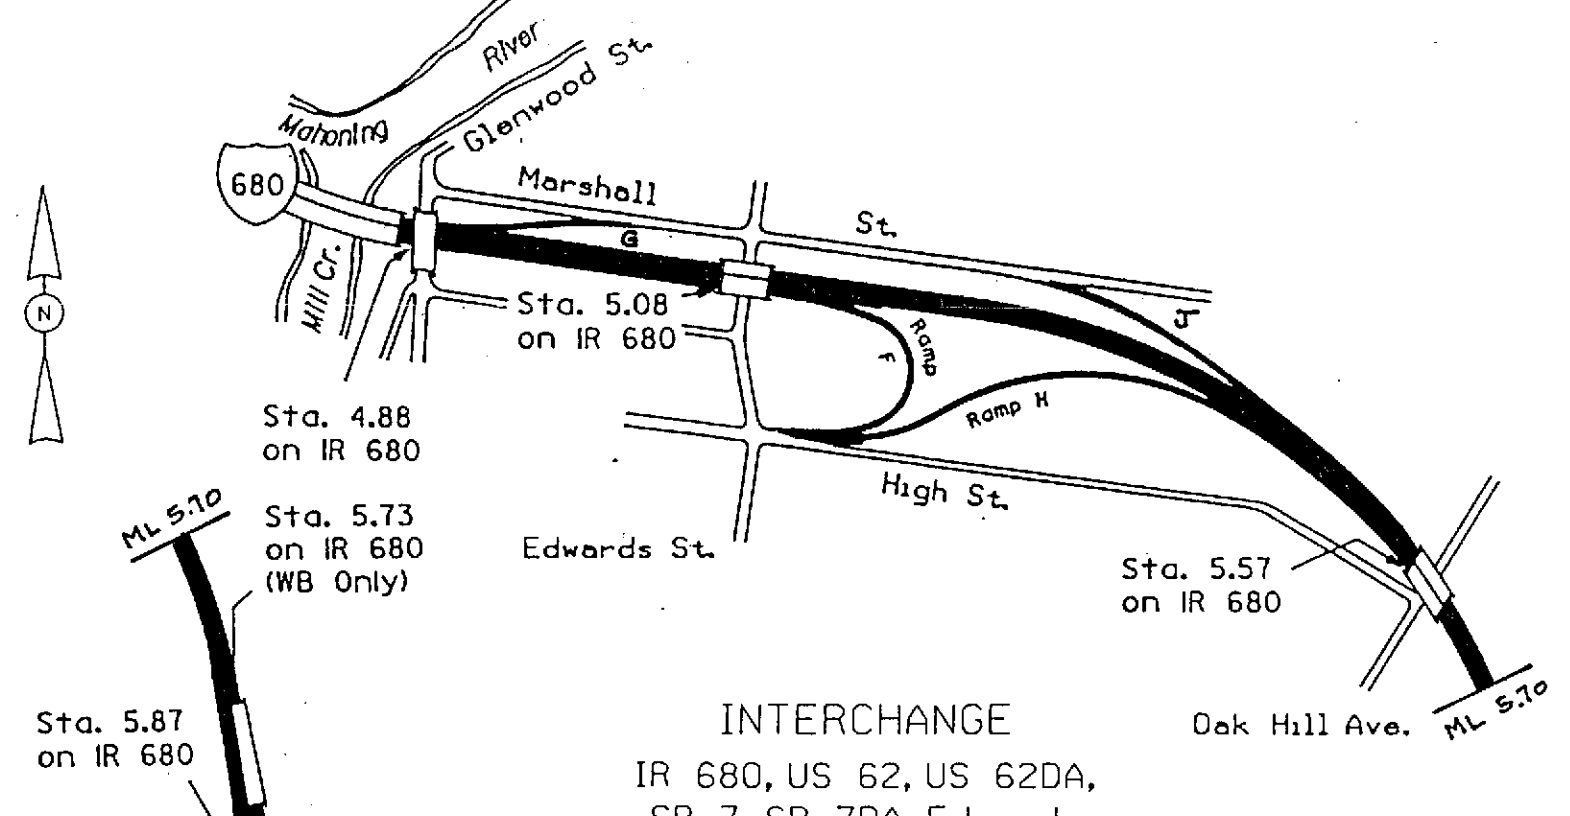 River
Glenwood St.
Mahoning
680
Marshall
St.
G
N
Mill Cr.
Sta. 5.08
on IR 680
Ramp
F
J
Ramp H
Sta. 4.88
on IR 680
High St.
ML 5.70
Sta. 5.73
on IR 680
(WB Only)
Edwards St.
Sta. 5.57
on IR 680
Sta. 5.87
on IR 680
INTERCHANGE
Oak Hill Ave.
ML 5.70
IR 680, US 62, US 62DA,